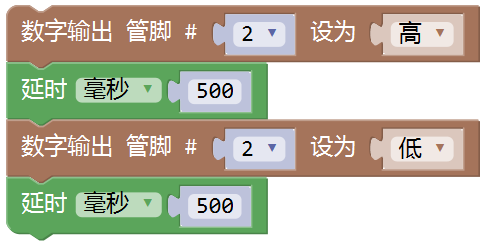 数字输出 管脚 # 2 设为 高
延时 毫秒 500
数字输出 管脚 # 2 设为 低
延时 毫秒 500